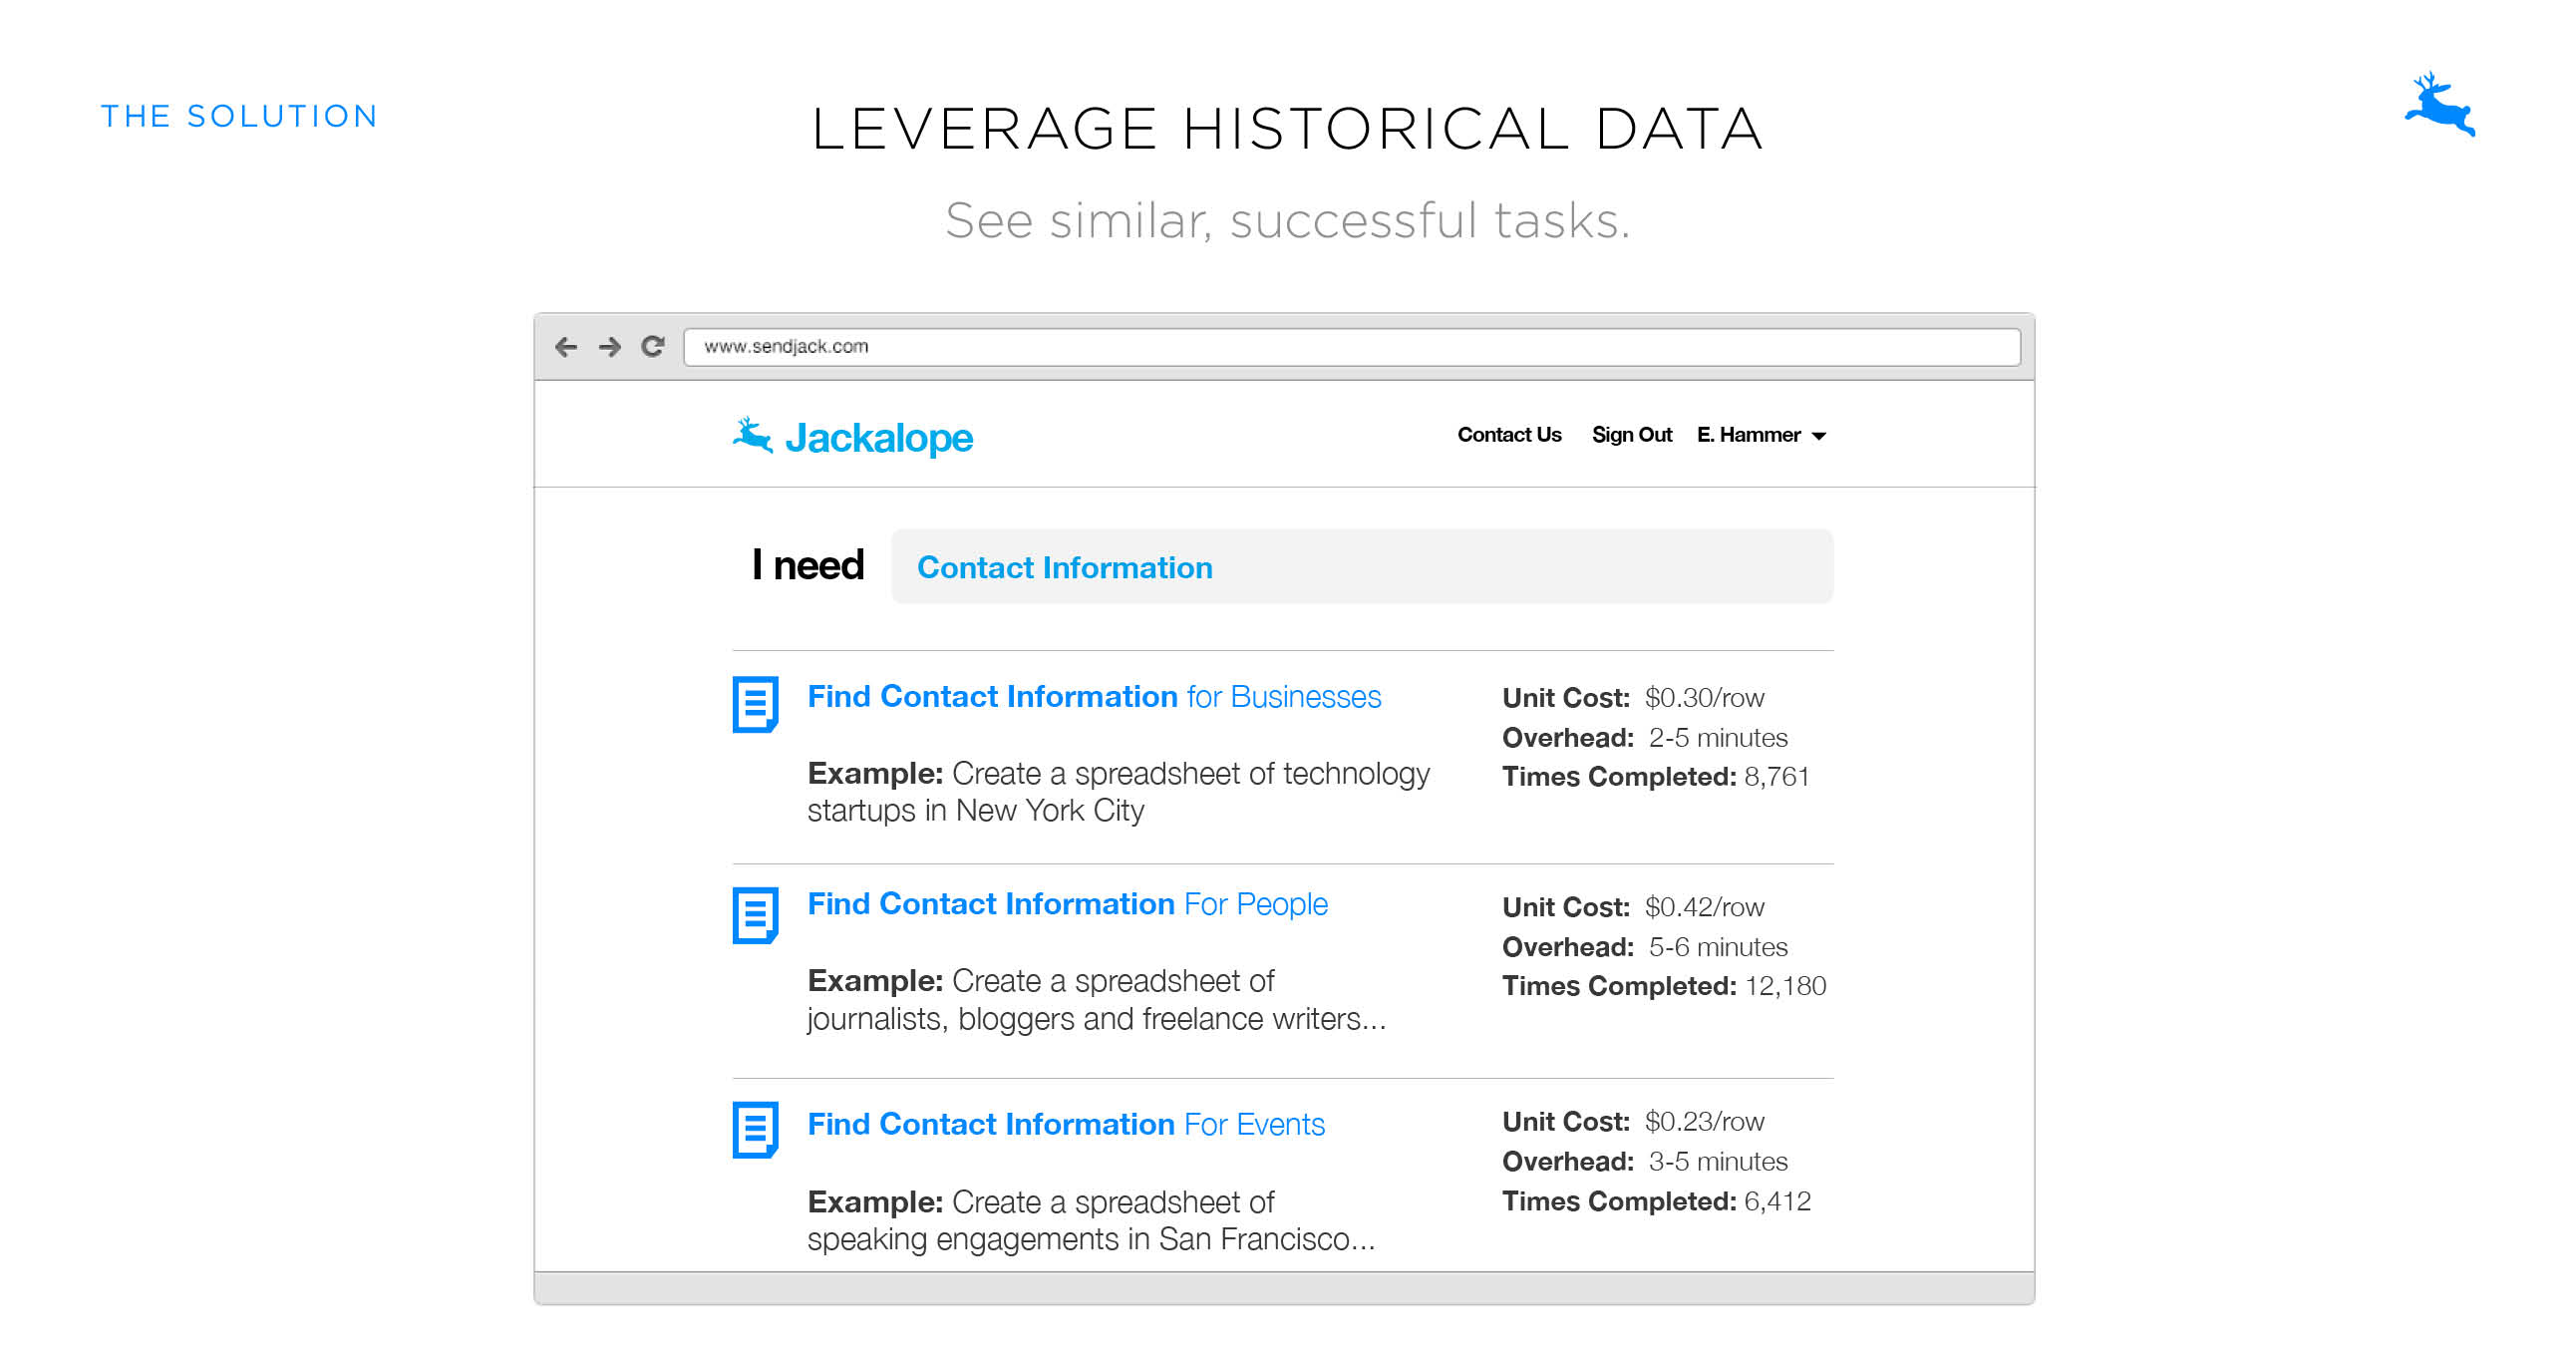 THE SOLUTION
LEVERAGE HISTORICAL DATA
See similar, successful tasks.
www.sendjack.com
Jackalope
Contact Us Sign Out E. Hammer
I need Contact Information
Find Contact Information for Businesses
Example: Create a spreadsheet of technology
startups in New York City
Unit Cost: $0.30/row
Overhead: 2-5 minutes
Times Completed: 8,761
Find Contact Information For People
Example: Create a spreadsheet of
journalists, bloggers and freelance writers...
Unit Cost: $0.42/row
Overhead: 5-6 minutes
Times Completed: 12,180
Find Contact Information For Events
Example: Create a spreadsheet of
speaking engagements in San Francisco...
Unit Cost: $0.23/row
Overhead: 3-5 minutes
Times Completed: 6,412